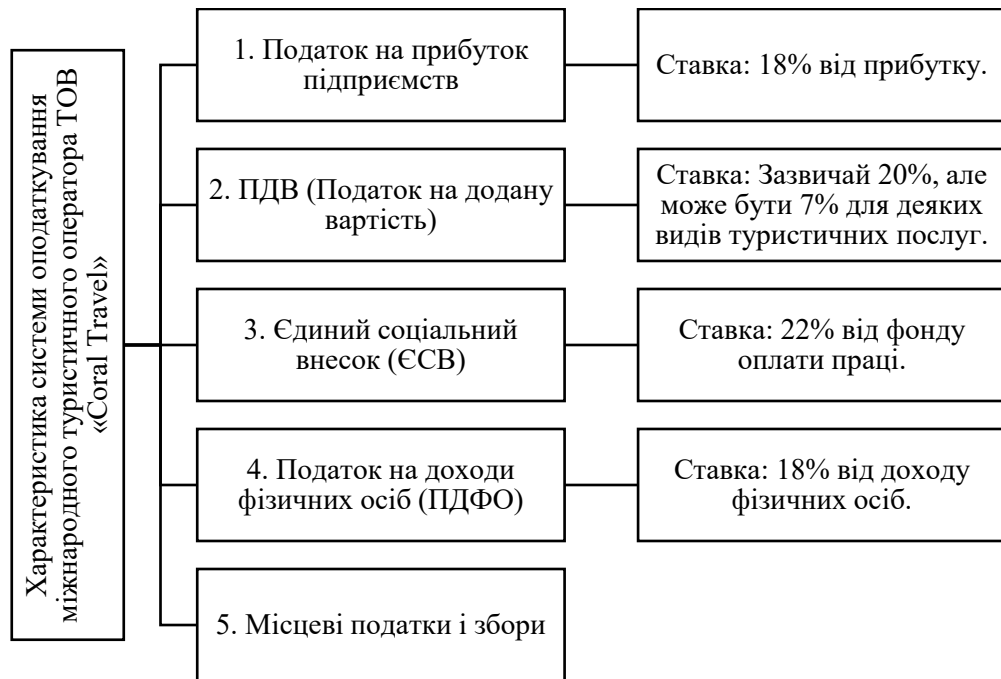 Характеристика системи оподаткування
міжнародного туристичного оператора ТОВ
«Coral Travel»
1. Податок на прибуток
підприємств
Ставка: 18% від прибутку.
2. ПДВ (Податок на додану
вартість)
Ставка: Зазвичай 20%, але
може бути 7% для деяких
видів туристичних послуг.
3. Єдиний соціальний
внесок (ЄСВ)
Ставка: 22% від фонду
оплати праці.
4. Податок на доходи
фізичних осіб (ПДФО)
Ставка: 18% від доходу
фізичних осіб.
5. Місцеві податки і збори